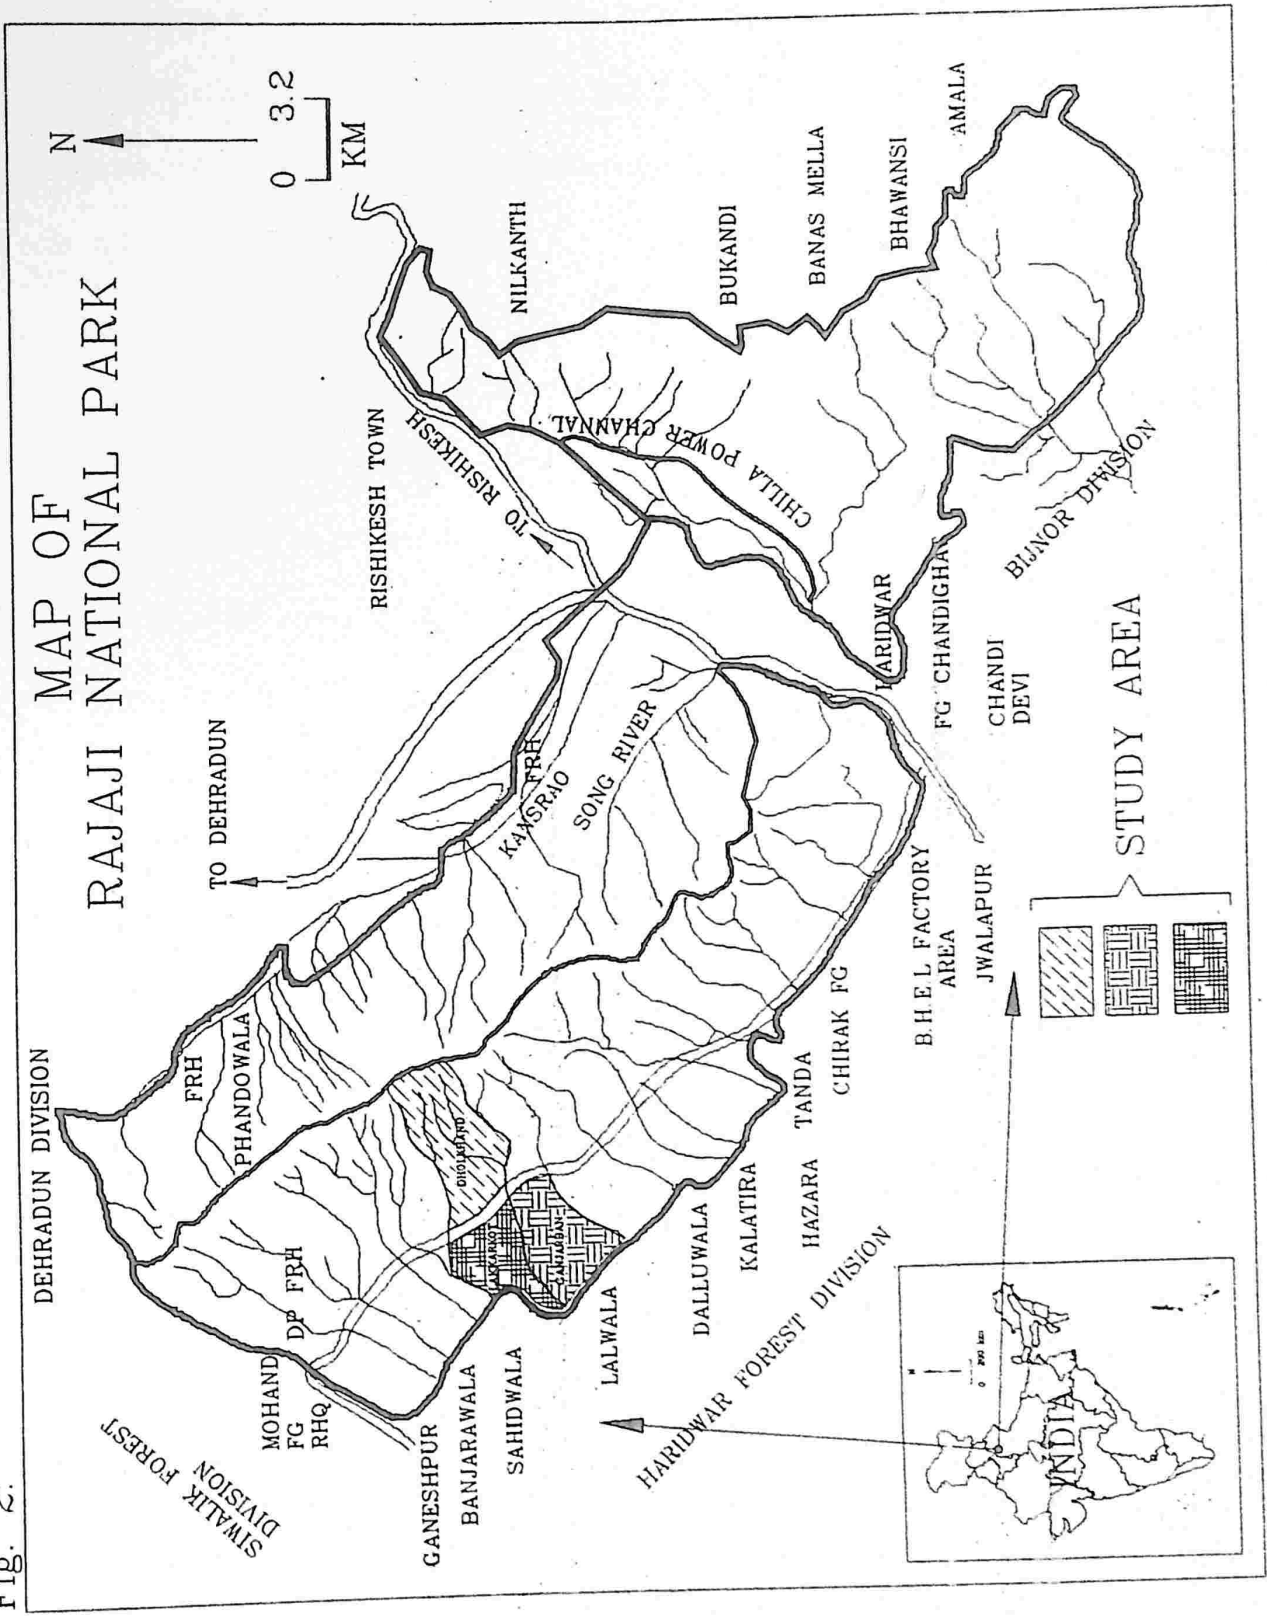 Fig. 2.
MAP OF
RAJAJI NATIONAL PARK
N
0 3.2
KM
DEHRADUN DIVISION
TO DEHRADUN
RISHIKESH TOWN
TO RISHIKESH
NILKANTH
BUKANDI
BANAS MELLA
BHAWANSI
AMALA
CHILLA POWER CHANNAL
FRH
PHANDOWALA
FRH
KANSRAO
SONG RIVER
SIWALIK FOREST
DIVISION
MOHAND
FG
RHQ
DP FRH
DHOLKHAND
GANESHPUR
BANJARAWALA
SAHIDWALA
LALWALA
DALLUWALA
KALATIRA
HAZARA
TANDA
CHIRAK FG
HARIDWAR FOREST DIVISION
B.H.E.L FACTORY
AREA
JWALAPUR
HARIDWAR
FG CHANDIGHAT
CHANDI
DEVI
BIJNOR DIVISION
STUDY AREA
INDIA